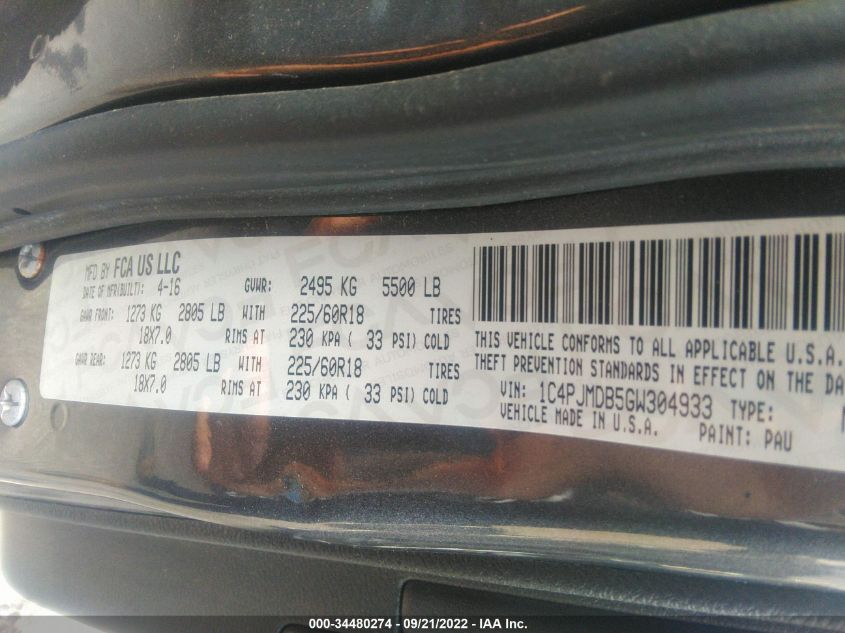 MFD BY FCA US LLC
DATE OF MFR(BUILT): 4-16 GVWR: 2495 KG 5500 LB
GAWR FRONT: 1273 KG 2805 LB WITH 225/60R18 TIRES
18X7.0 RIMS AT 230 KPA ( 33 PSI) COLD
GAWR REAR: 1273 KG 2805 LB WITH 225/60R18 TIRES
18X7.0 RIMS AT 230 KPA ( 33 PSI) COLD
THIS VEHICLE CONFORMS TO ALL APPLICABLE U.S.A.
THEFT PREVENTION STANDARDS IN EFFECT ON THE DA
VIN: 1C4PJMDB5GW304933 TYPE:
VEHICLE MADE IN U.S.A. PAINT: PAU
000-34480274 / 09/21/2022 - IAA Inc.